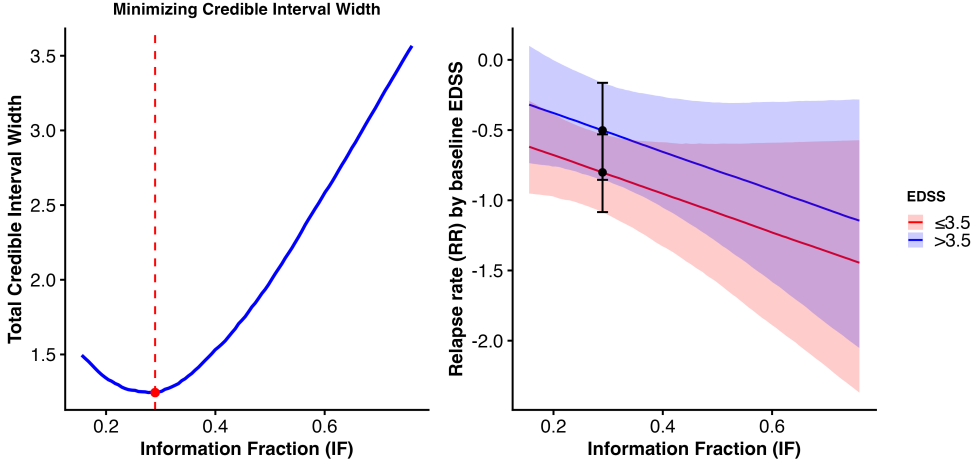 Minimizing Credible Interval Width
Total Credible Interval Width
3.5
3.0
2.5
2.0
1.5
0.2 0.4 0.6
Information Fraction (IF)
Relapse rate (RR) by baseline EDSS
0.0
-0.5
-1.0
-1.5
-2.0
0.2 0.4 0.6
Information Fraction (IF)
EDSS
≤3.5
>3.5